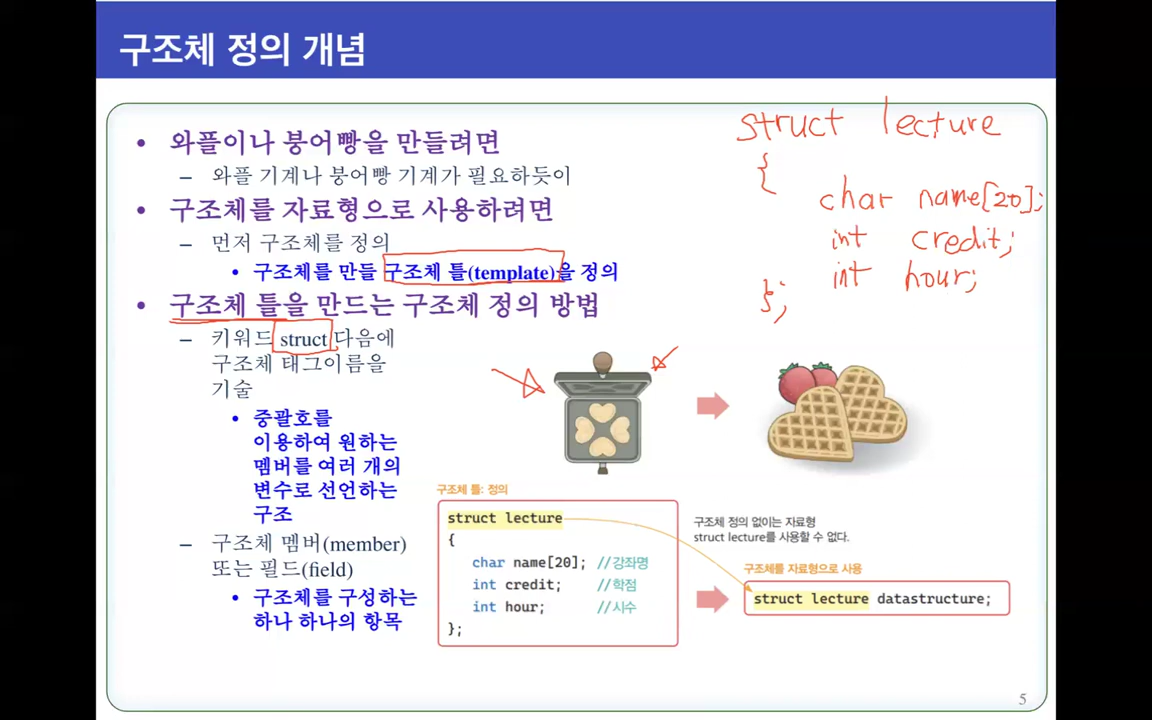 구조체 정의 개념
• 와플이나 붕어빵을 만들려면
– 와플 기계나 붕어빵 기계가 필요하듯이
• 구조체를 자료형으로 사용하려면
– 먼저 구조체를 정의
• 구조체를 만들 구조체 틀(template)을 정의
• 구조체 틀을 만드는 구조체 정의 방법
– 키워드 struct 다음에
구조체 태그이름을
기술
• 중괄호를
이용하여 원하는
멤버를 여러 개의
변수로 선언하는
구조
– 구조체 멤버(member)
또는 필드(field)
• 구조체를 구성하는
하나 하나의 항목
struct lecture
{
char name[20];
int credit;
int hour;
};
구조체 틀: 정의
struct lecture
{
char name[20]; //강좌명
int credit; //학점
int hour; //시수
};
구조체 정의 없이는 자료형
struct lecture를 사용할 수 없다.
구조체를 자료형으로 사용
struct lecture datastructure;
5